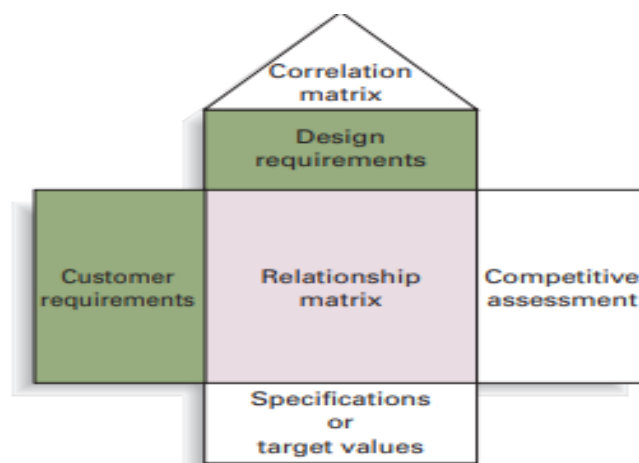 Correlation
matrix
Design
requirements
Customer
requirements
Relationship
matrix
Competitive
assessment
Specifications
or
target values